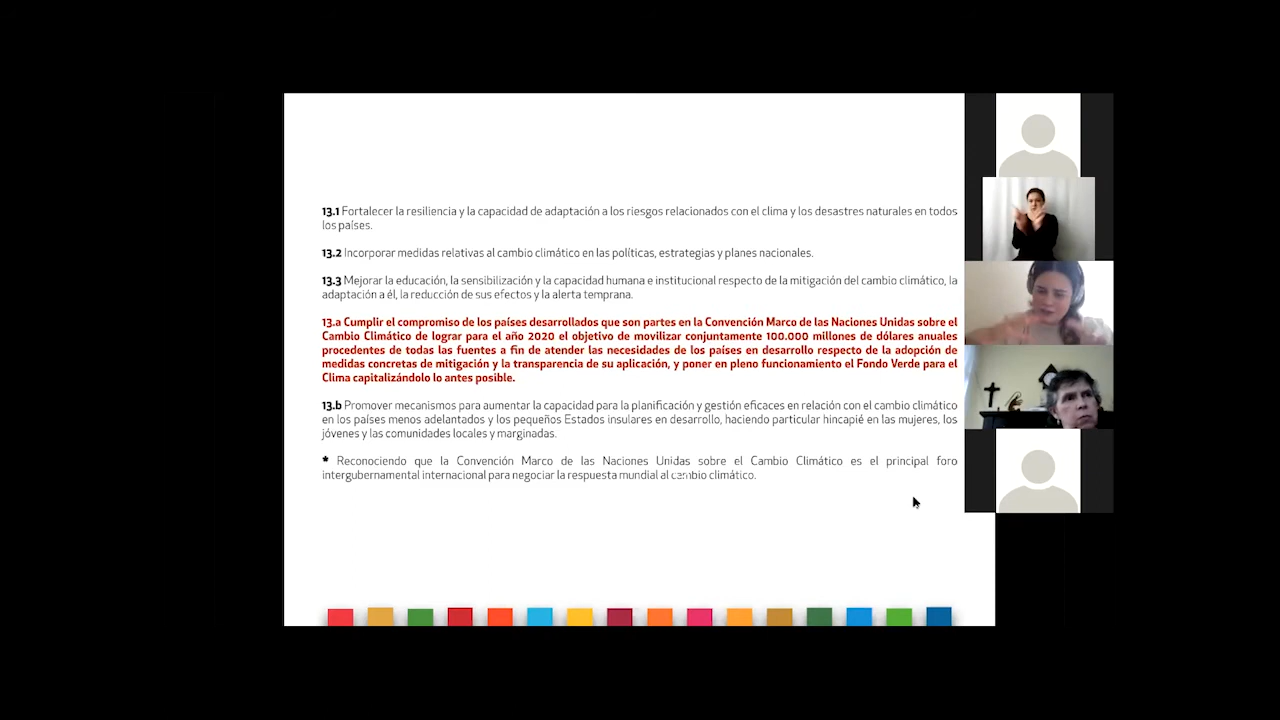 13.1 Fortalecer la resiliencia y la capacidad de adaptación a los riesgos relacionados con el clima y los desastres naturales en todos
los países.
13.2 Incorporar medidas relativas al cambio climático en las políticas, estrategias y planes nacionales.
13.3 Mejorar la educación, la sensibilización y la capacidad humana e institucional respecto de la mitigación del cambio climático, la
adaptación a él, la reducción de sus efectos y la alerta temprana.
13.a Cumplir el compromiso de los países desarrollados que son partes en la Convención Marco de las Naciones Unidas sobre el
Cambio Climático de lograr para el año 2020 el objetivo de movilizar conjuntamente 100.000 millones de dólares anuales
procedentes de todas las fuentes a fin de atender las necesidades de los países en desarrollo respecto de la adopción de
medidas concretas de mitigación y la transparencia de su aplicación, y poner en pleno funcionamiento el Fondo Verde para el
Clima capitalizándolo lo antes posible.
13.b Promover mecanismos para aumentar la capacidad para la planificación y gestión eficaces en relación con el cambio climático
en los países menos adelantados y los pequeños Estados insulares en desarrollo, haciendo particular hincapié en las mujeres, los
jóvenes y las comunidades locales y marginadas.
* Reconociendo que la Convención Marco de las Naciones Unidas sobre el Cambio Climático es el principal foro
intergubernamental internacional para negociar la respuesta mundial al cambio climático.